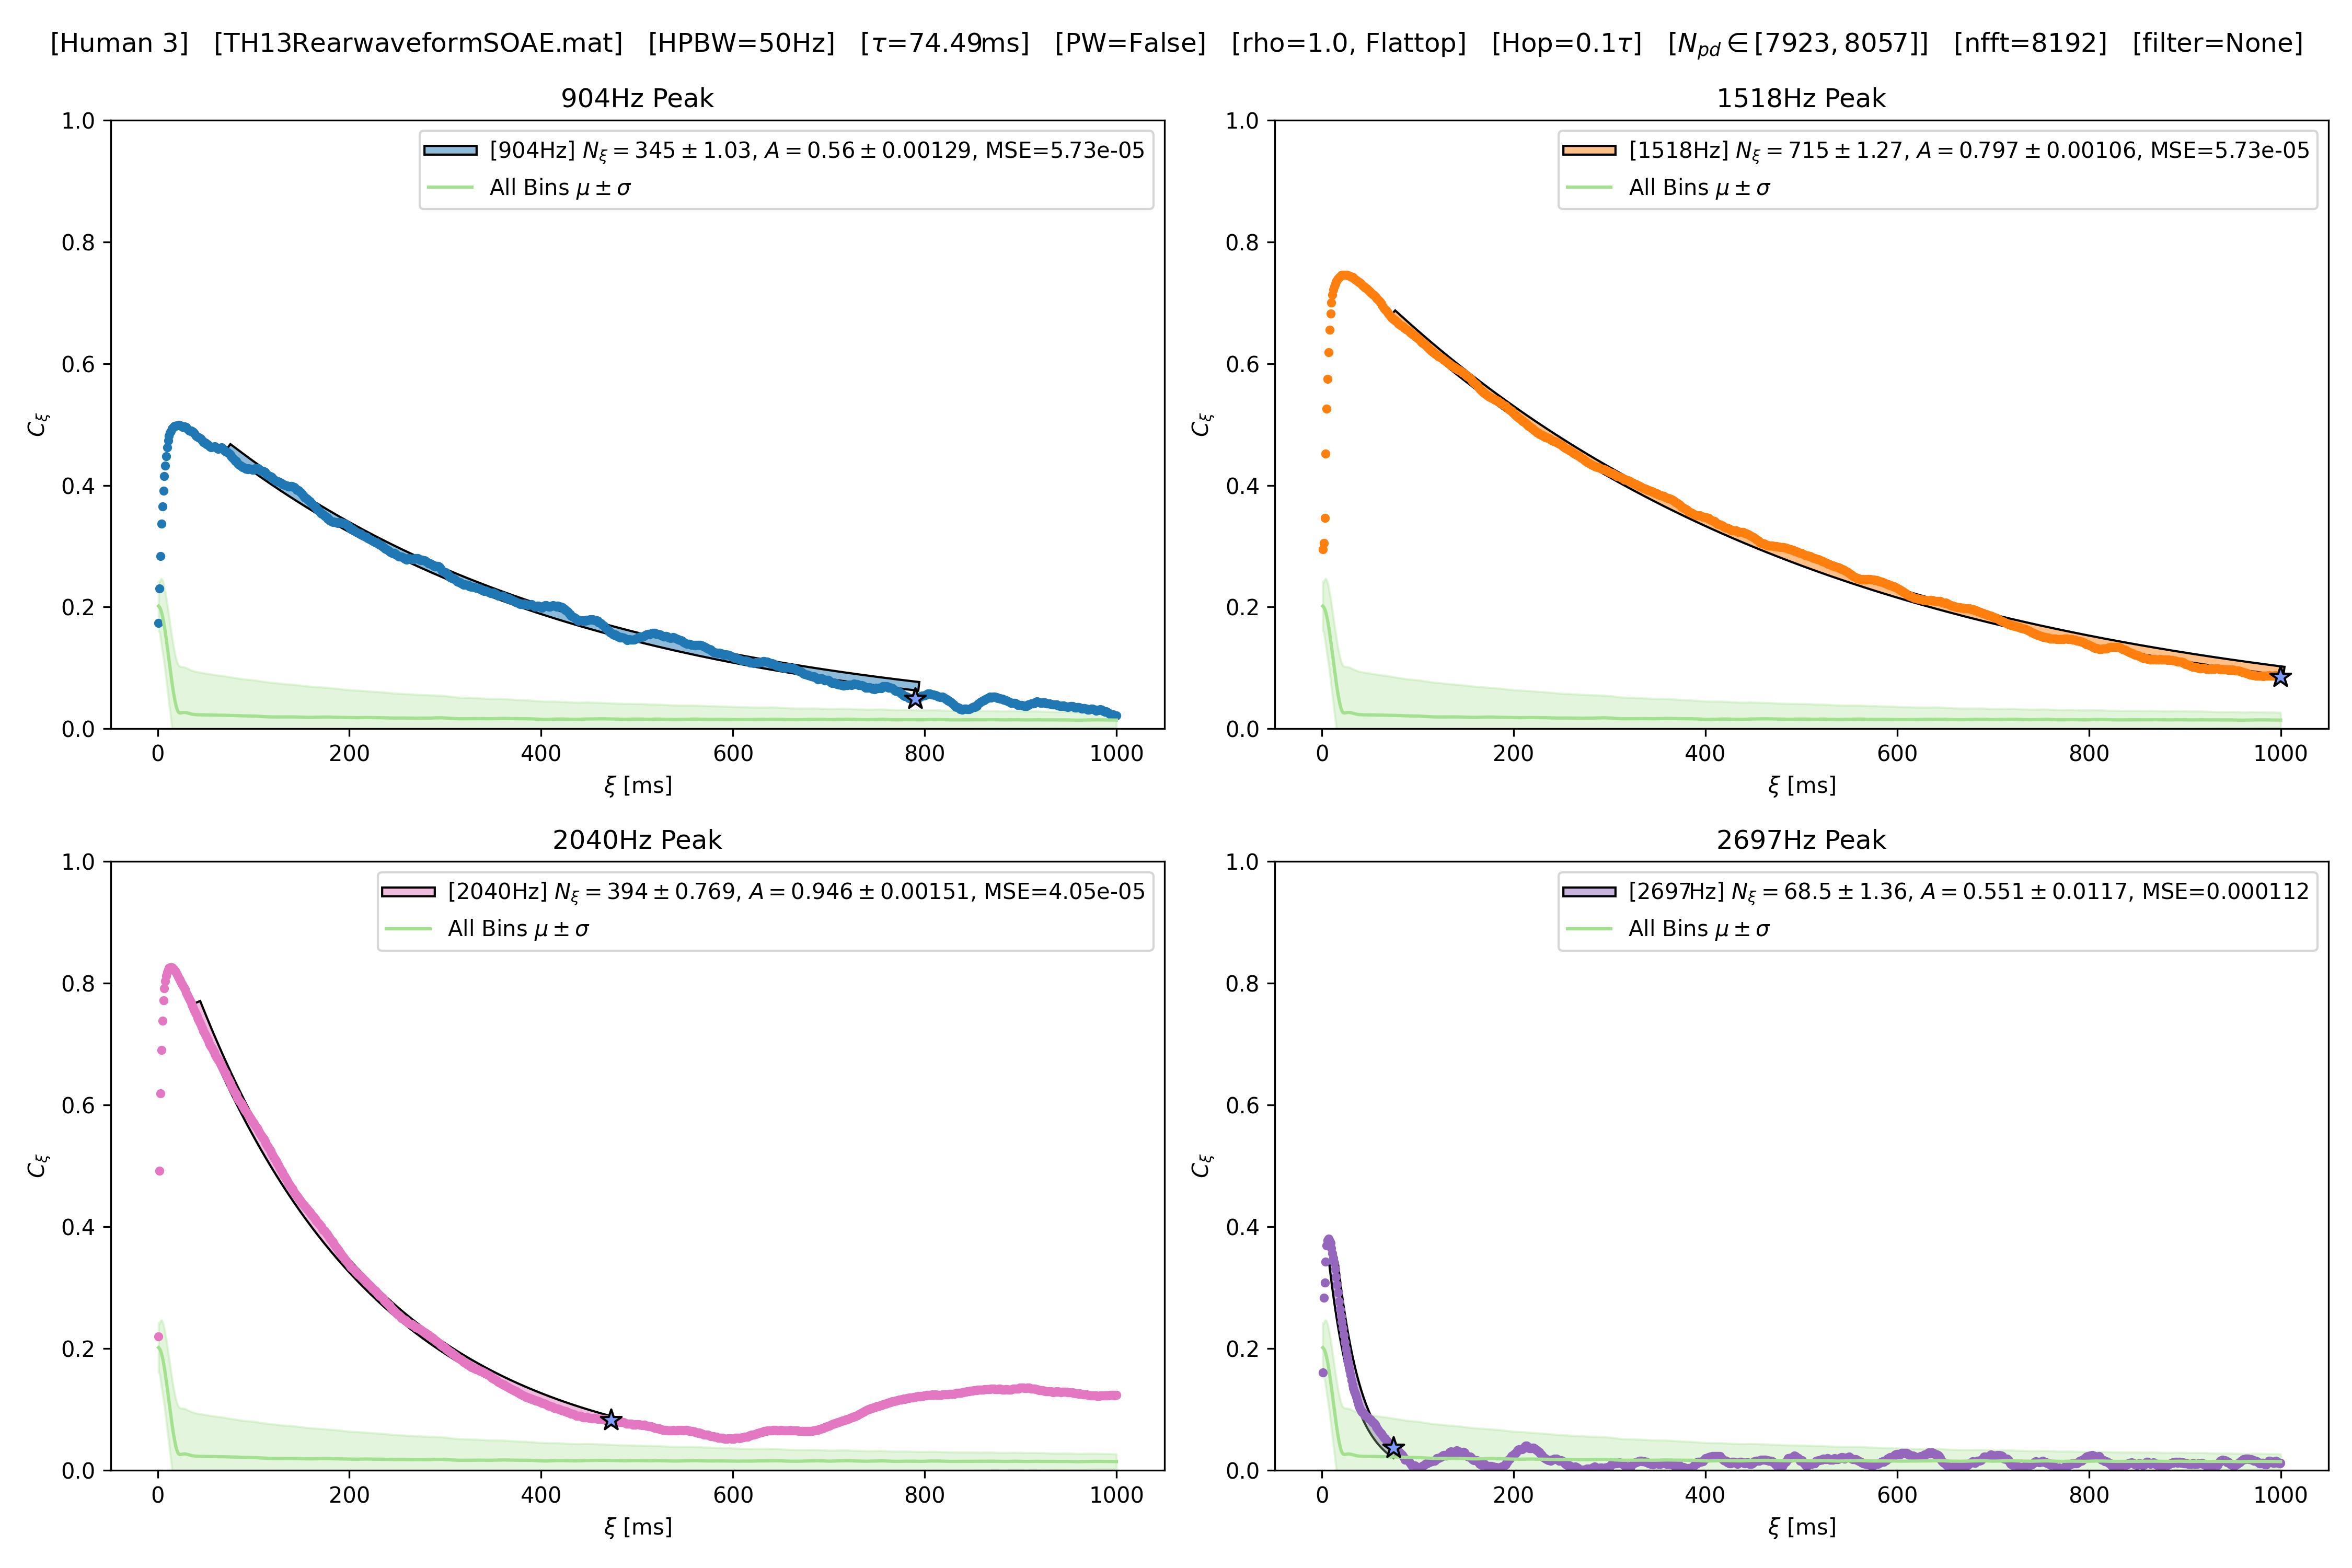 [Human 3] [TH13RearwaveformSOAE.mat] [HPBW=50Hz] [τ=74.49ms] [PW=False] [rho=1.0, Flattop] [Hop=0.1τ] [N_pd ∈ [7923, 8057]] [nfft=8192] [filter=None]
904Hz Peak
[904Hz] N_ξ = 345 ± 1.03, A = 0.56 ± 0.00129, MSE=5.73e-05
All Bins μ ± σ
1.0
0.8
0.6
0.4
0.2
0.0
C_ξ
0 200 400 600 800 1000
ξ [ms]
1518Hz Peak
[1518Hz] N_ξ = 715 ± 1.27, A = 0.797 ± 0.00106, MSE=5.73e-05
All Bins μ ± σ
1.0
0.8
0.6
0.4
0.2
0.0
C_ξ
0 200 400 600 800 1000
ξ [ms]
2040Hz Peak
[2040Hz] N_ξ = 394 ± 0.769, A = 0.946 ± 0.00151, MSE=4.05e-05
All Bins μ ± σ
1.0
0.8
0.6
0.4
0.2
0.0
C_ξ
0 200 400 600 800 1000
ξ [ms]
2697Hz Peak
[2697Hz] N_ξ = 68.5 ± 1.36, A = 0.551 ± 0.0117, MSE=0.000112
All Bins μ ± σ
1.0
0.8
0.6
0.4
0.2
0.0
C_ξ
0 200 400 600 800 1000
ξ [ms]